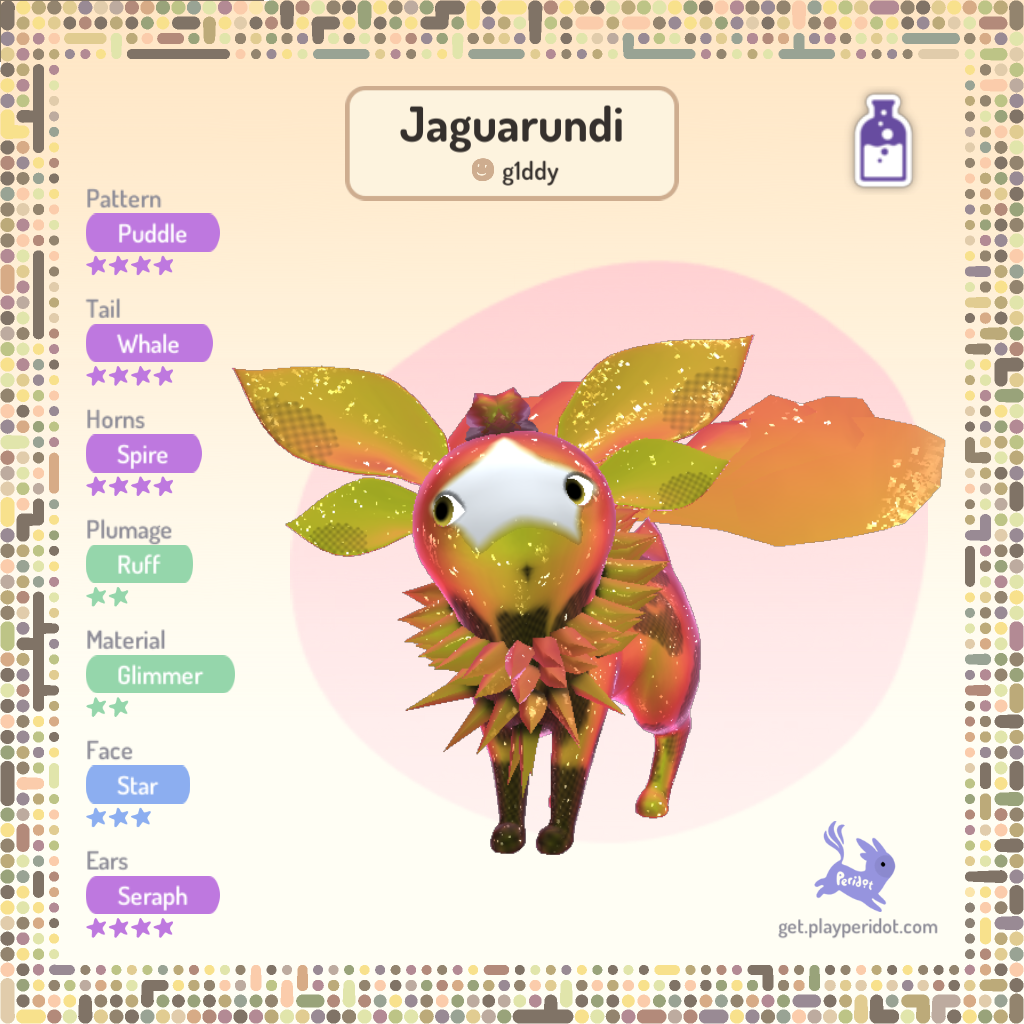 Jaguarundi
g1ddy
Pattern
Puddle
Tail
Whale
Horns
Spire
Plumage
Ruff
Material
Glimmer
Face
Star
Ears
Seraph
Peridot
get.playperidot.com